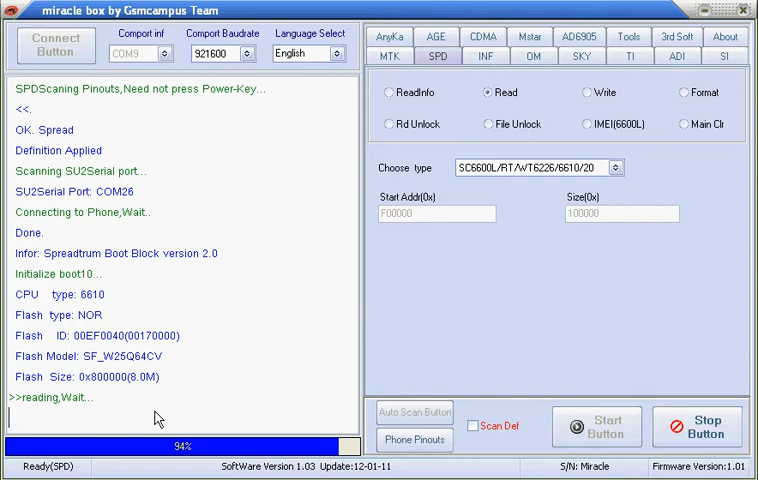 miracle box by Gsmcampus Team
Connect Button
Comport inf
COM9
Comport Baudrate
921600
Language Select
English
SPDScaning Pinouts,Need not press Power-Key...
<<.
OK. Spread
Definition Applied
Scanning SU2Serial port...
SU2Serial Port: COM26
Connecting to Phone,Wait..
Done.
Infor: Spreadtrum Boot Block version 2.0
Initialize boot10...
CPU type: 6610
Flash type: NOR
Flash ID: 00EF0040(00170000)
Flash Model: SF_W25Q64CV
Flash Size: 0x800000(8.0M)
>>reading,Wait...
94%
AnyKa AGE CDMA Mstar AD6905 Tools 3rd Soft About
MTK SPD INF OM SKY TI ADI SI
ReadInfo Read Write Format
Rd Unlock File Unlock IMEI(6600L) Main Clr
Choose type SC6600L/RT/WT6226/6610/20
Start Addr(0x) Size(0x)
F00000 100000
Auto Scan Button
Phone Pinouts
Scan Def
Start Button
Stop Button
Ready(SPD) SoftWare Version 1.03 Update:12-01-11 S/N: Miracle Firmware Version:1.01